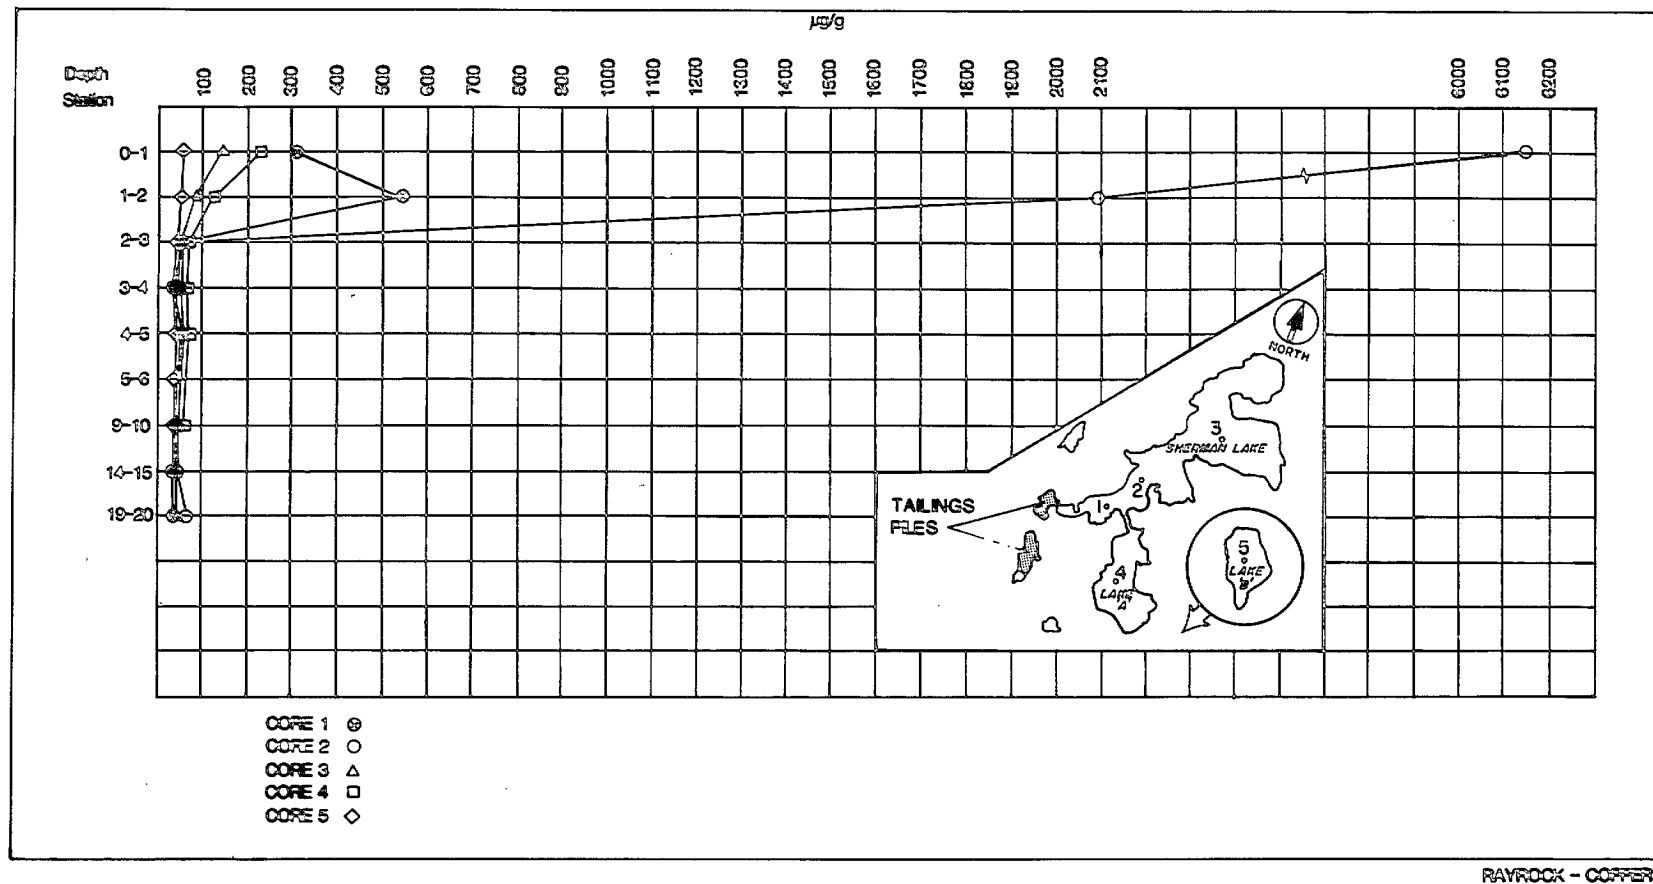 µg/g
Depth
Station
100 200 300 400 500 600 700 800 900 1000 1100 1200 1300 1400 1500 1600 1700 1800 1900 2000 2100 6000 6100 6200
0-1
1-2
2-3
3-4
4-5
5-6
9-10
14-15
19-20
NORTH
3
SHERMAN LAKE
2
1
TAILINGS
PILES
5
LAKE
'B'
4
LAKE
'A'
CORE 1
CORE 2
CORE 3
CORE 4
CORE 5
RAYROCK - COPPER